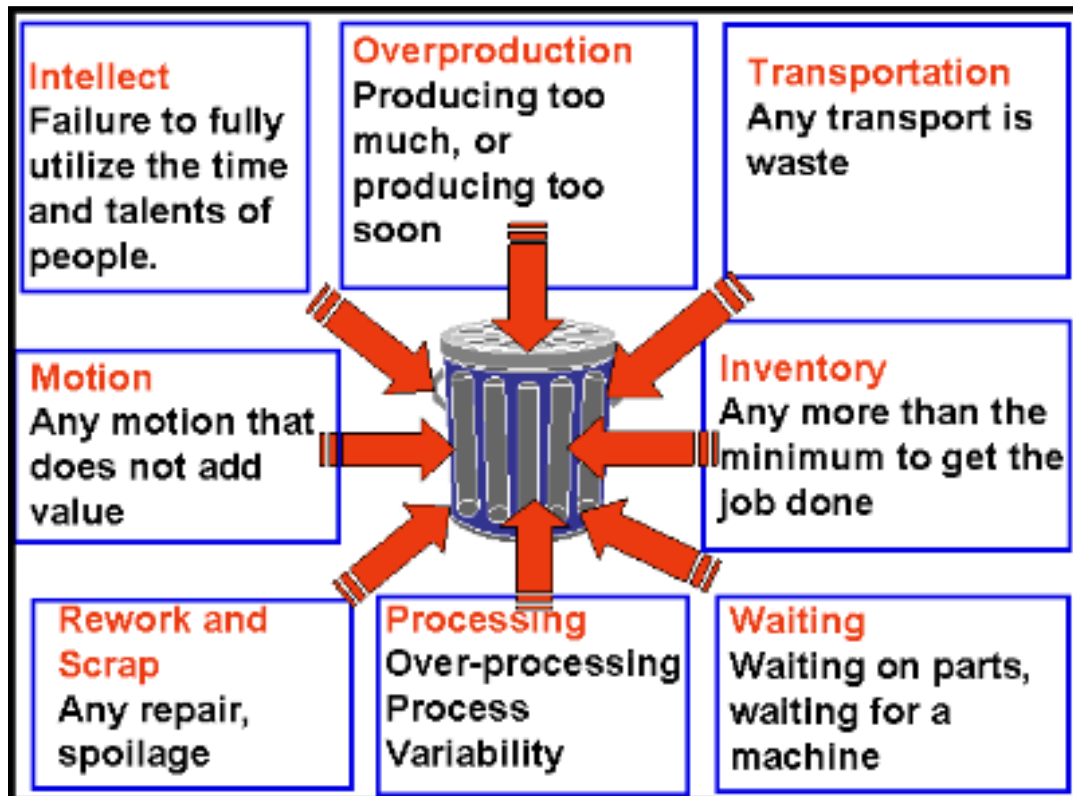 Intellect
Failure to fully
utilize the time
and talents of
people.
Overproduction
Producing too
much, or
producing too
soon
Transportation
Any transport is
waste
Motion
Any motion that
does not add
value
Inventory
Any more than the
minimum to get the
job done
Rework and
Scrap
Any repair,
spoilage
Processing
Over-processing
Process
Variability
Waiting
Waiting on parts,
waiting for a
machine